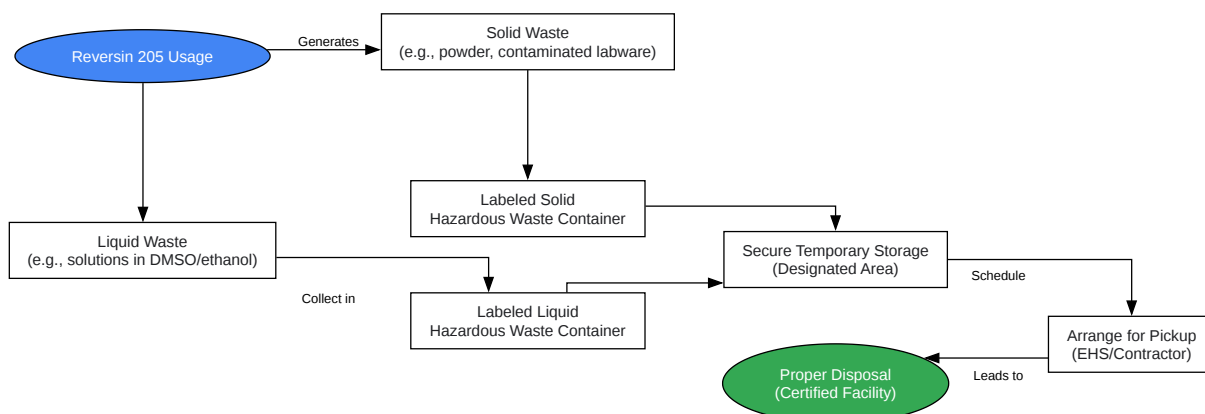 Reversin 205 Usage
Generates
Solid Waste
(e.g., powder, contaminated labware)
Labeled Solid
Hazardous Waste Container
Liquid Waste
(e.g., solutions in DMSO/ethanol)
Collect in
Labeled Liquid
Hazardous Waste Container
Secure Temporary Storage
(Designated Area)
Schedule
Arrange for Pickup
(EHS/Contractor)
Leads to
Proper Disposal
(Certified Facility)